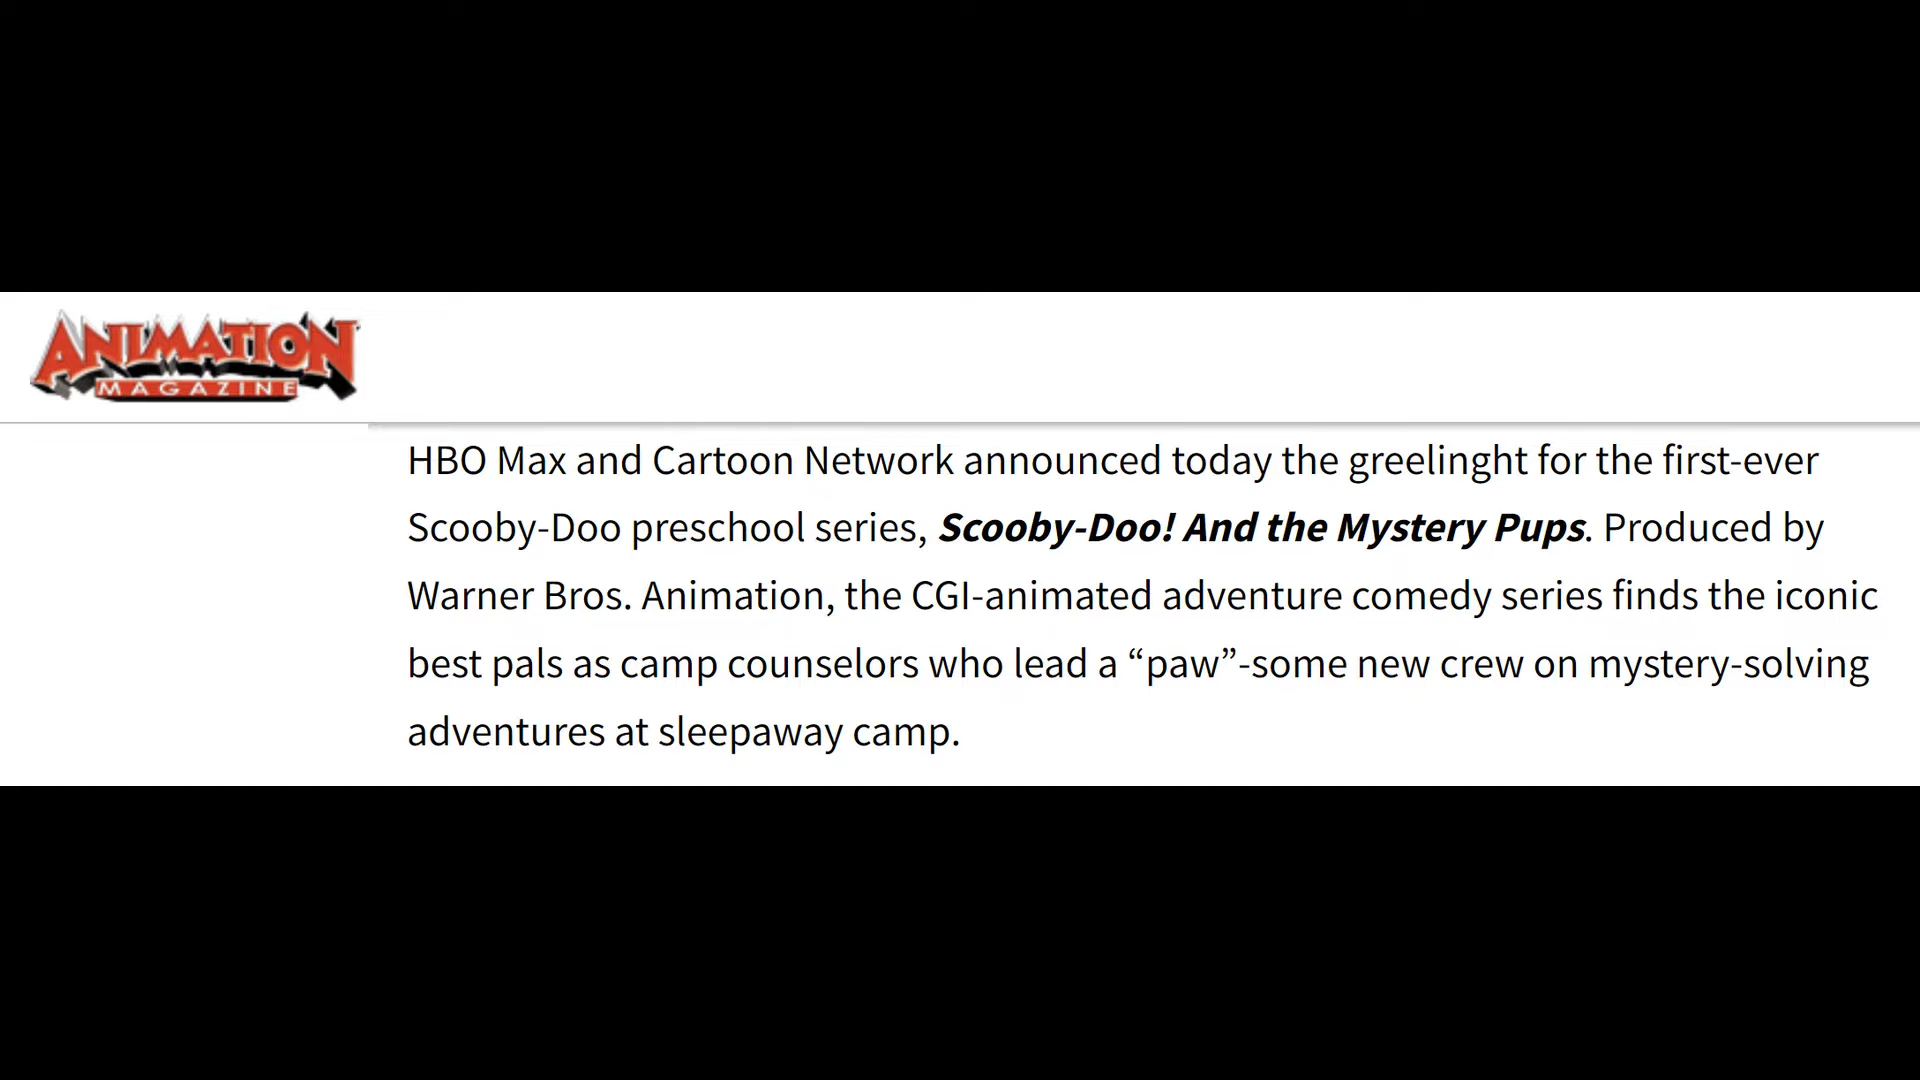 ANIMATION
MAGAZINE
HBO Max and Cartoon Network announced today the greelinght for the first-ever
Scooby-Doo preschool series, Scooby-Doo! And the Mystery Pups. Produced by
Warner Bros. Animation, the CGI-animated adventure comedy series finds the iconic
best pals as camp counselors who lead a “paw”-some new crew on mystery-solving
adventures at sleepaway camp.